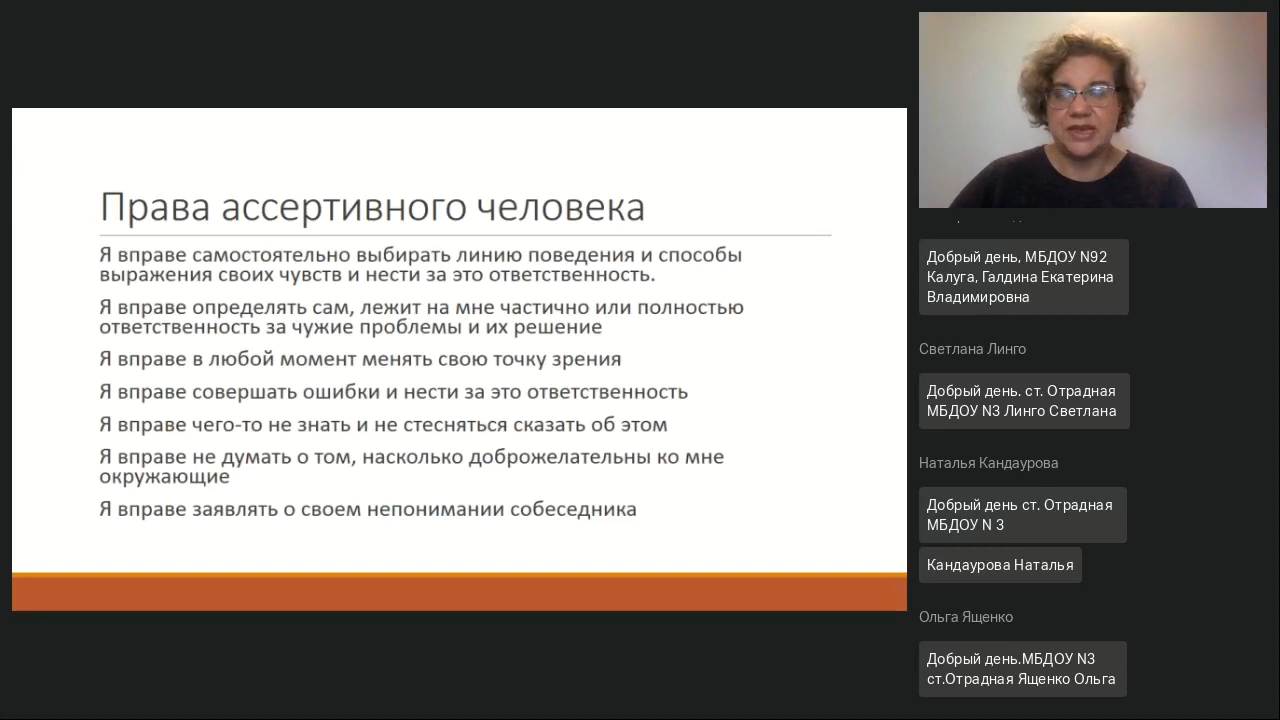 Права ассертивного человека
Я вправе самостоятельно выбирать линию поведения и способы
выражения своих чувств и нести за это ответственность.
Я вправе определять сам, лежит на мне частично или полностью
ответственность за чужие проблемы и их решение
Я вправе в любой момент менять свою точку зрения
Я вправе совершать ошибки и нести за это ответственность
Я вправе чего-то не знать и не стесняться сказать об этом
Я вправе не думать о том, насколько доброжелательны ко мне
окружающие
Я вправе заявлять о своем непонимании собеседника
Добрый день, МБДОУ N92
Калуга, Галдина Екатерина
Владимировна
Светлана Линго
Добрый день. ст. Отрадная
МБДОУ N3 Линго Светлана
Наталья Кандаурова
Добрый день ст. Отрадная
МБДОУ N 3
Кандаурова Наталья
Ольга Ященко
Добрый день.МБДОУ N3
ст.Отрадная Ященко Ольга